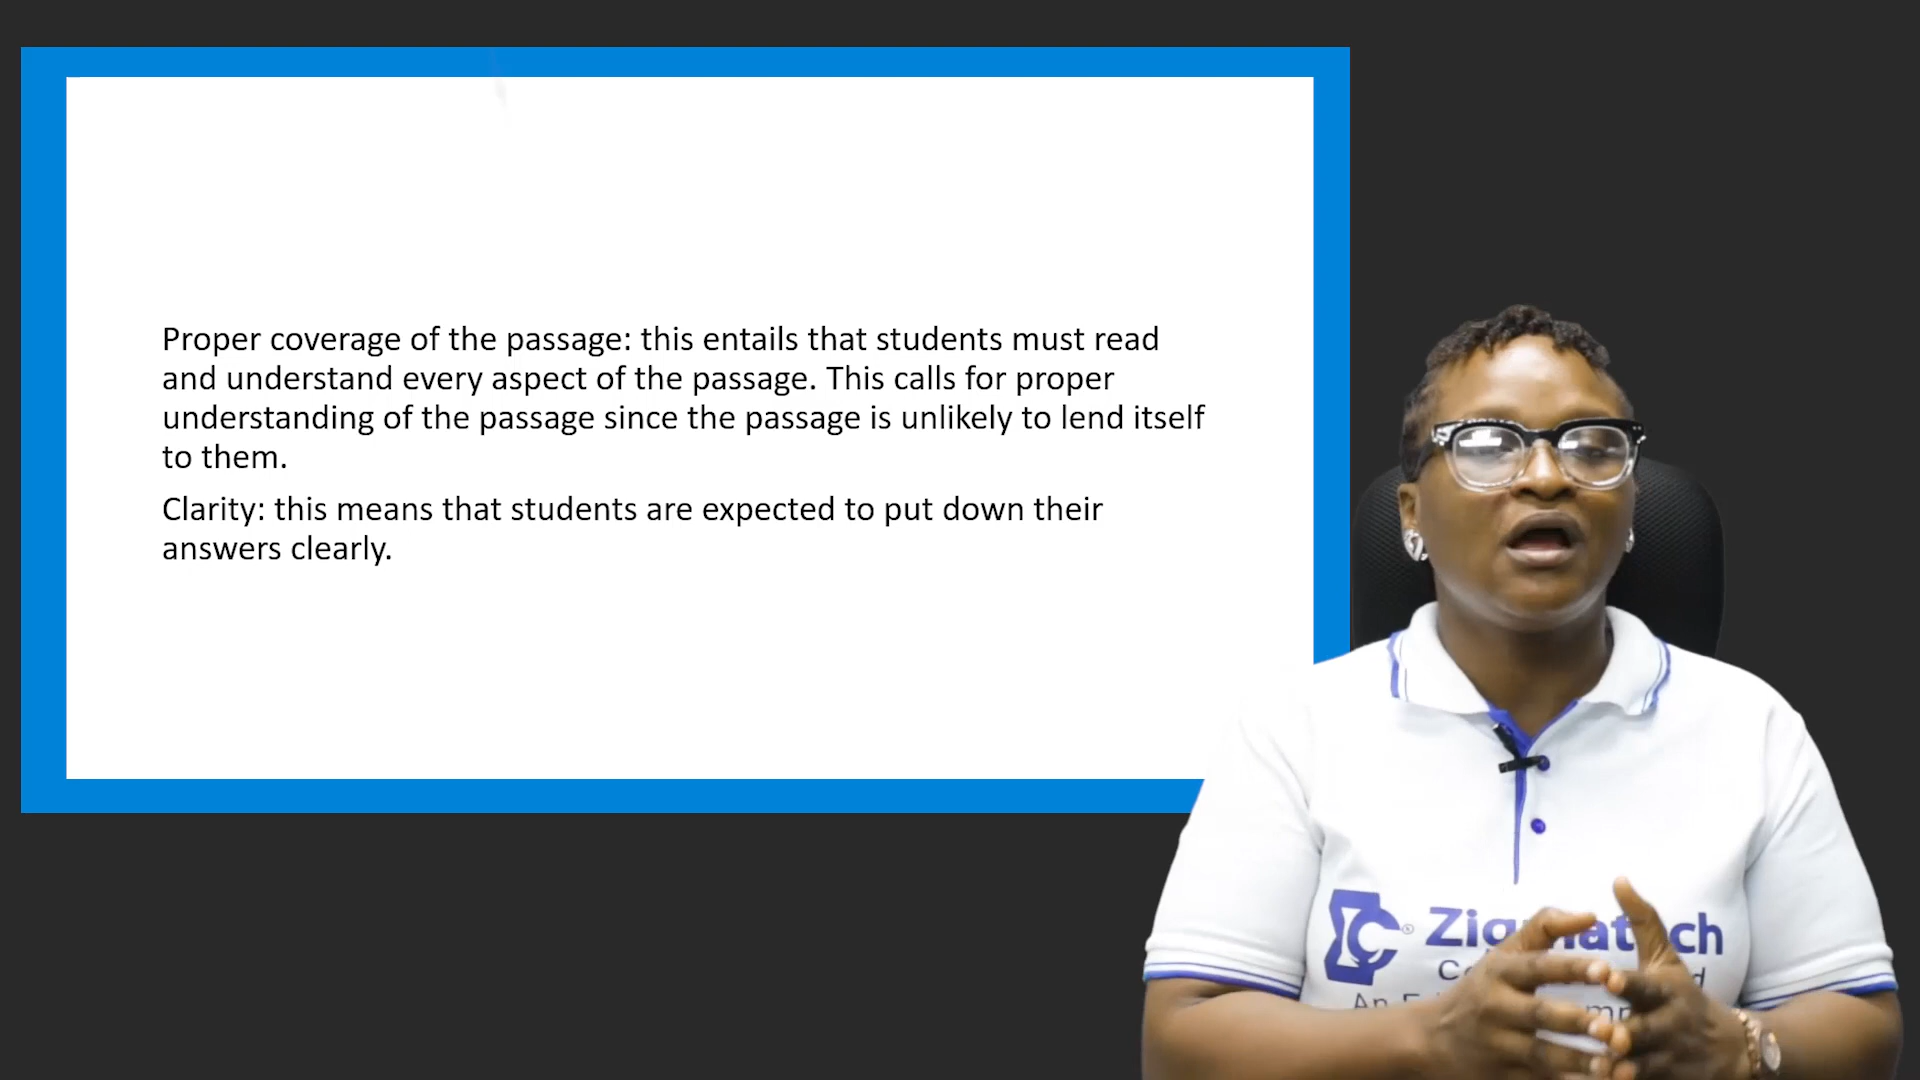 Proper coverage of the passage: this entails that students must read
and understand every aspect of the passage. This calls for proper
understanding of the passage since the passage is unlikely to lend itself
to them.
Clarity: this means that students are expected to put down their
answers clearly.